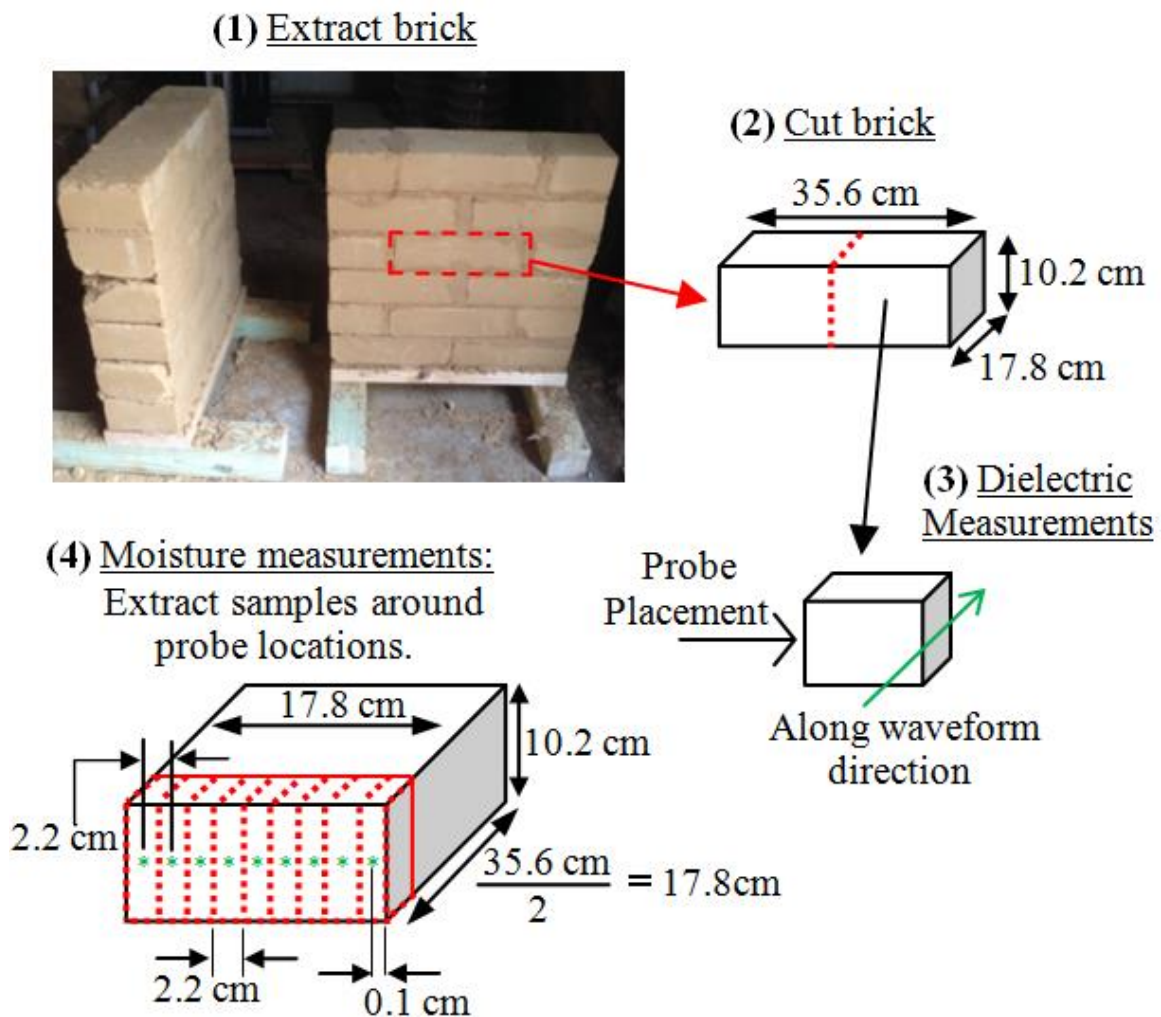 (1) Extract brick
(2) Cut brick
35.6 cm
10.2 cm
17.8 cm
(3) Dielectric
Measurements
Probe
Placement
Along waveform
direction
(4) Moisture measurements:
Extract samples around
probe locations.
17.8 cm
10.2 cm
2.2 cm
35.6 cm
2
= 17.8cm
2.2 cm
0.1 cm